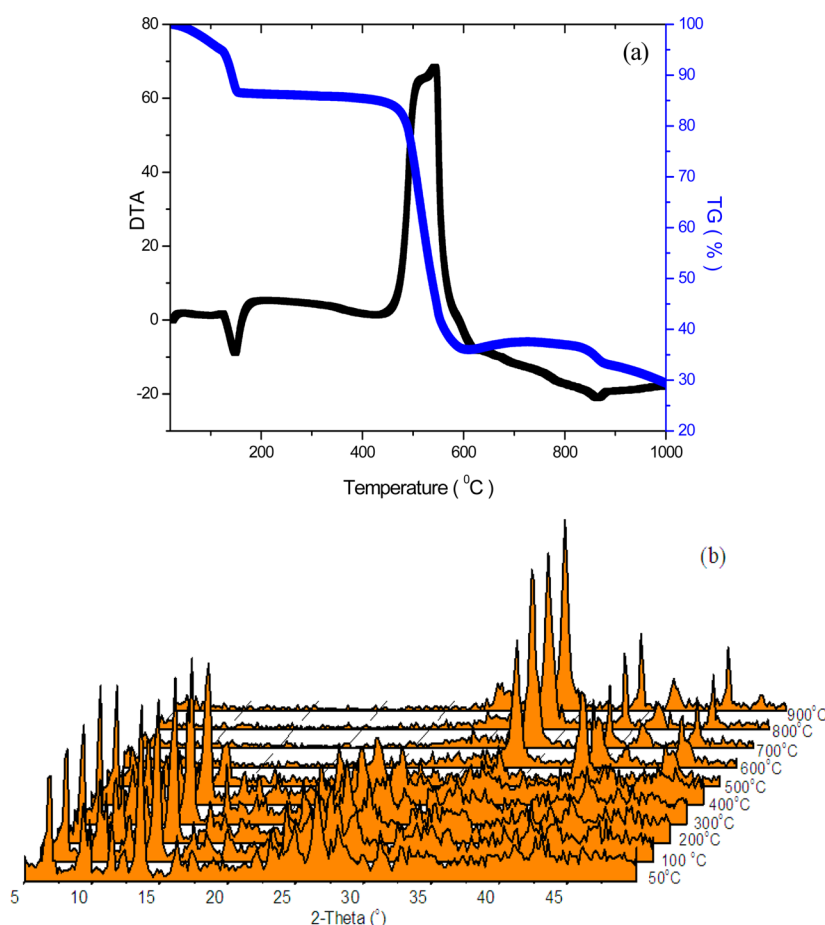 (a)
80
60
40
20
0
-20
DTA
100
90
80
70
60
50
40
30
20
TG ( % )
200 400 600 800 1000
Temperature ( ⁰C )
(b)
900°C
800°C
700°C
600°C
500°C
400°C
300°C
200°C
100 °C
50°C
5 10 15 20 25 30 35 40 45
2-Theta (°)